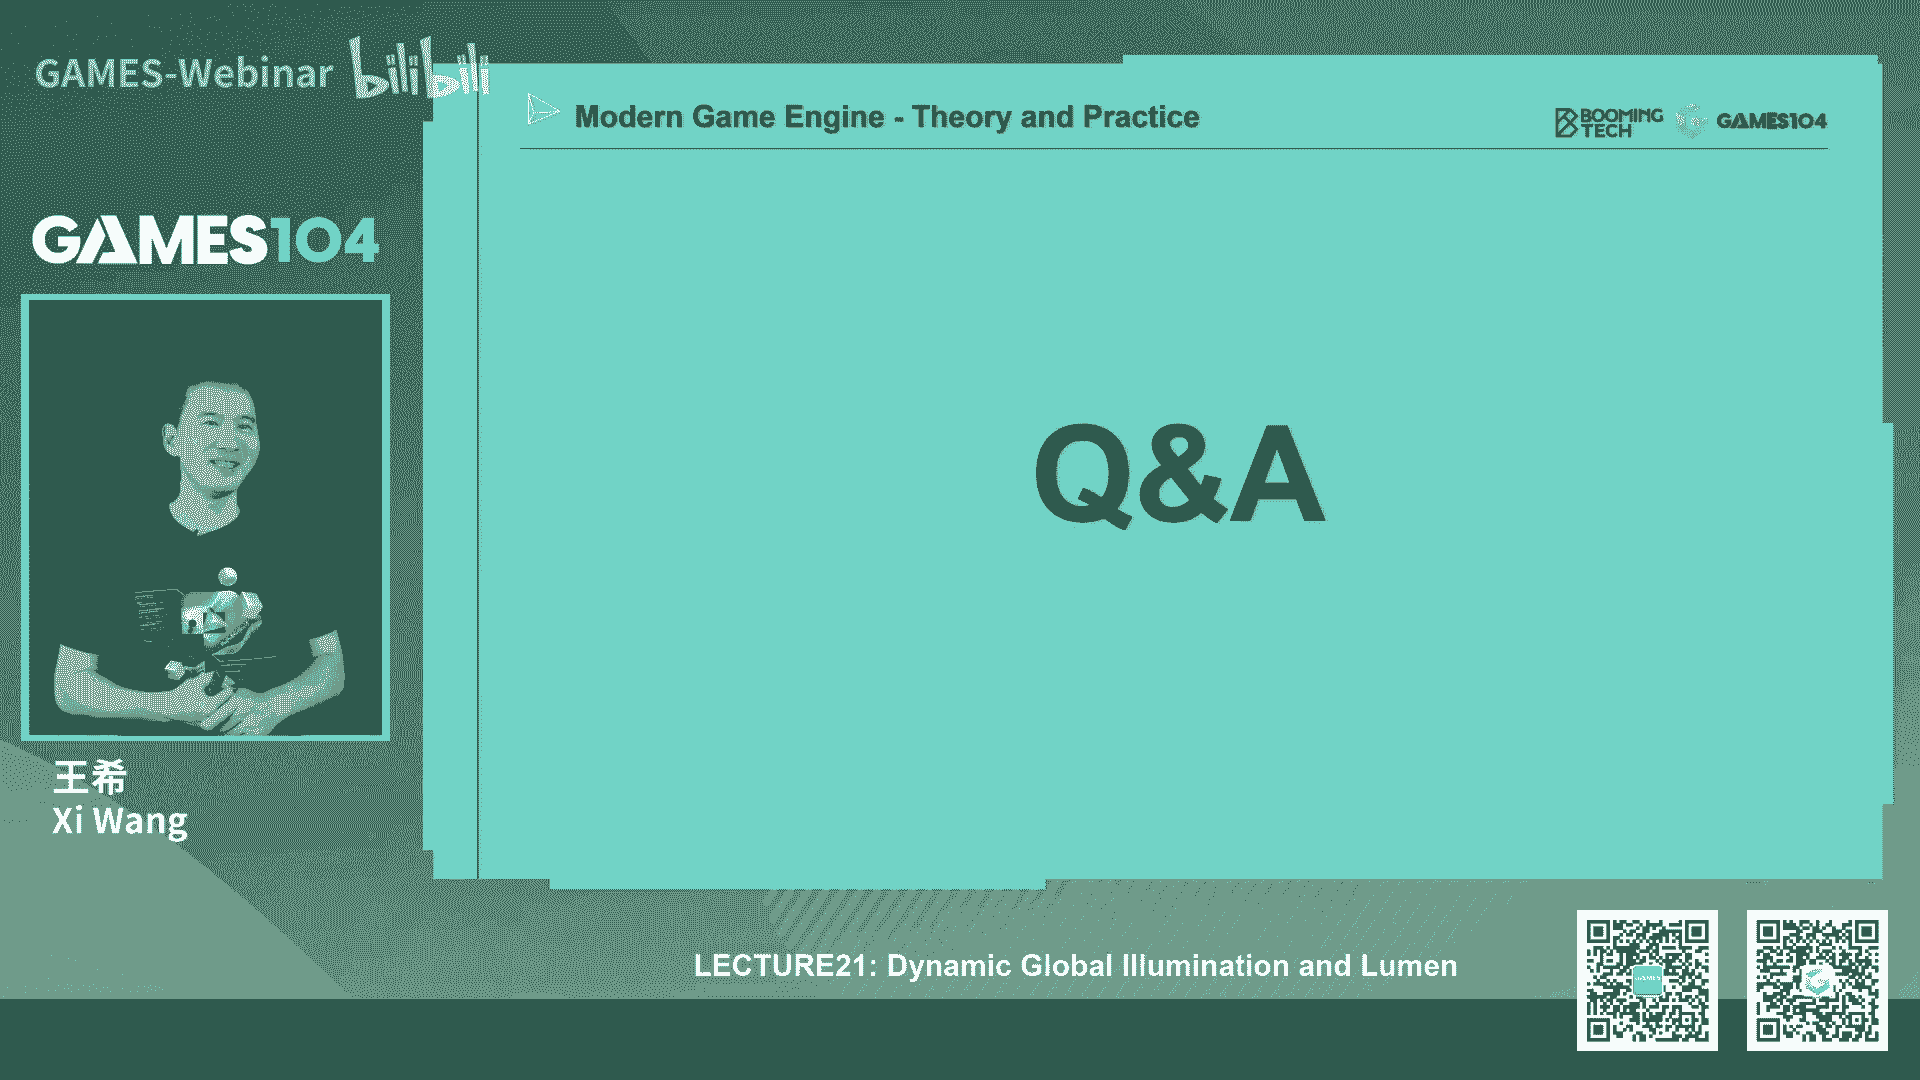 GAMES-Webinar bilibili
Modern Game Engine - Theory and Practice
BOOMING
TECH
GAMES104
GAMES104
Q&A
王希
Xi Wang
LECTURE21: Dynamic Global Illumination and Lumen